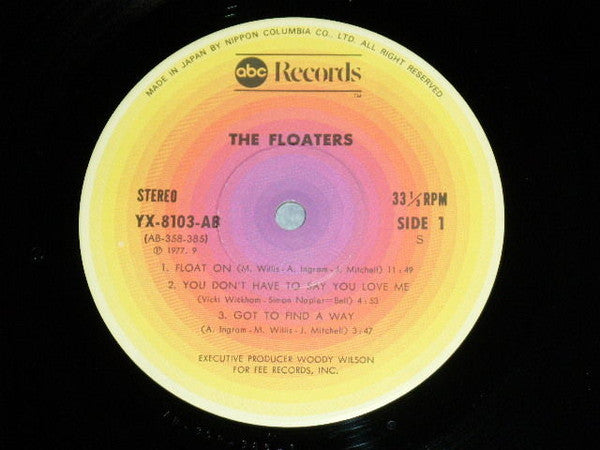 MADE IN JAPAN BY NIPPON COLUMBIA CO., LTD. ALL RIGHT RESERVED
abc Records
TM
THE FLOATERS
STEREO 33 1/3 RPM
YX-8103-AB SIDE 1
(AB-358-385) S
Ⓟ 1977. 9
1. FLOAT ON (M. Willis - A. Ingram - J. Mitchell) 11:49
2. YOU DON'T HAVE TO SAY YOU LOVE ME
(Vicki Wickham - Simon Napier-Bell) 4:53
3. GOT TO FIND A WAY
(A. Ingram - M. Willis - J. Mitchell) 3:47
EXECUTIVE PRODUCER WOODY WILSON
FOR FEE RECORDS, INC.